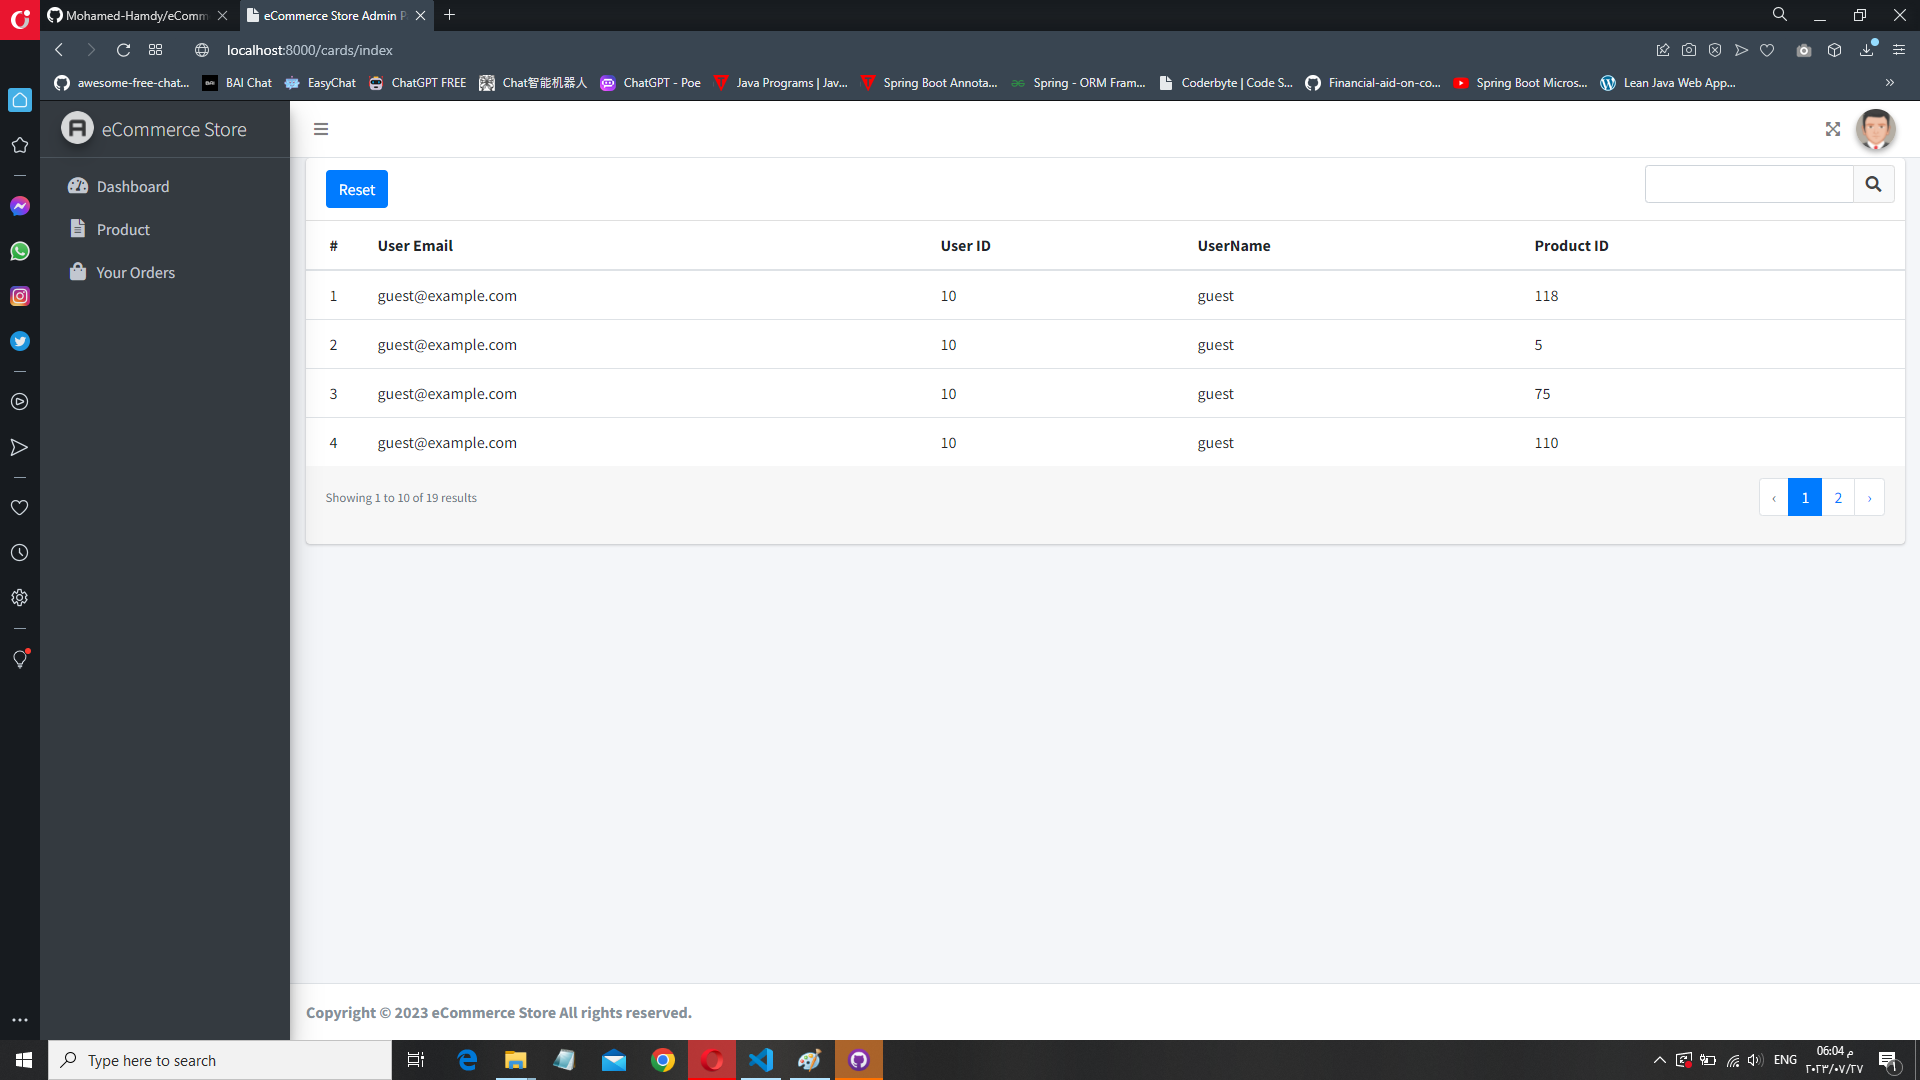 Mohamed-Hamdy/eComm
eCommerce Store Admin P
localhost:8000/cards/index
awesome-free-chat...
BAI Chat
EasyChat
ChatGPT FREE
Chat智能机器人
ChatGPT - Poe
Java Programs | Jav...
Spring Boot Annota...
Spring - ORM Fram...
Coderbyte | Code S...
Financial-aid-on-co...
Spring Boot Micros...
Lean Java Web App...
eCommerce Store
Dashboard
Product
Your Orders
Reset
# User Email User ID UserName Product ID
1 guest@example.com 10 guest 118
2 guest@example.com 10 guest 5
3 guest@example.com 10 guest 75
4 guest@example.com 10 guest 110
Showing 1 to 10 of 19 results
‹ 1 2 ›
Copyright © 2023 eCommerce Store All rights reserved.
Type here to search
ENG
06:04 م
٢٠٢٣/٠٧/٢٧
١